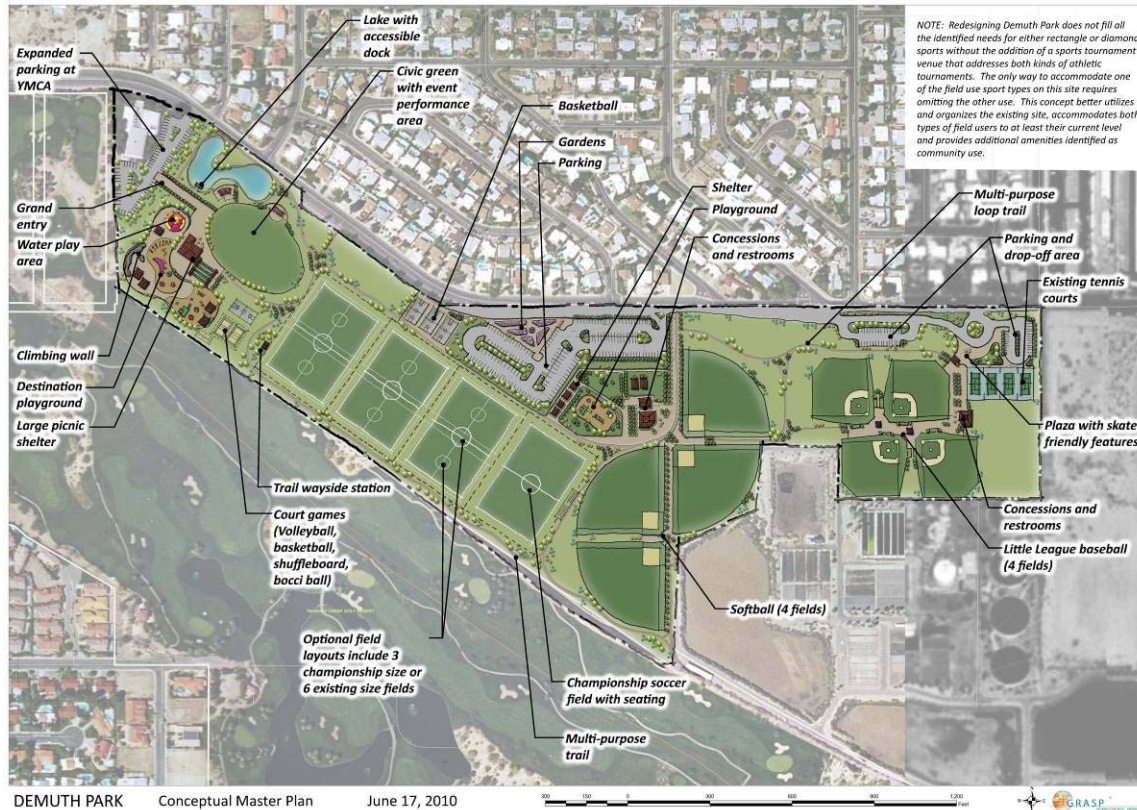 NOTE: Redesigning Demuth Park does not fill all
the identified needs for either rectangle or diamond
sports without the addition of a sports tournament
venue that addresses both kinds of athletic
tournaments. The only way to accommodate one
of the field use sport types on this site requires
omitting the other use. This concept better utilizes
and organizes the existing site, accommodates both
types of field users to at least their current level
and provides additional amenities identified as
community use.
Lake with
accessible
dock
Expanded
parking at
YMCA
Civic green
with event
performance
area
Basketball
Gardens
Parking
Shelter
Playground
Concessions
and restrooms
Multi-purpose
loop trail
Parking and
drop-off area
Existing tennis
courts
Grand
entry
Water play
area
Climbing wall
Destination
playground
Large picnic
shelter
Trail wayside station
Court games
(Volleyball,
basketball,
shuffleboard,
bocci ball)
Optional field
layouts include 3
championship size or
6 existing size fields
Championship soccer
field with seating
Multi-purpose
trail
Softball (4 fields)
Plaza with skate
friendly features
Concessions and
restrooms
Little League baseball
(4 fields)
DEMUTH PARK Conceptual Master Plan June 17, 2010
300 150 0 300 600 900 1,200
Feet
GRASP